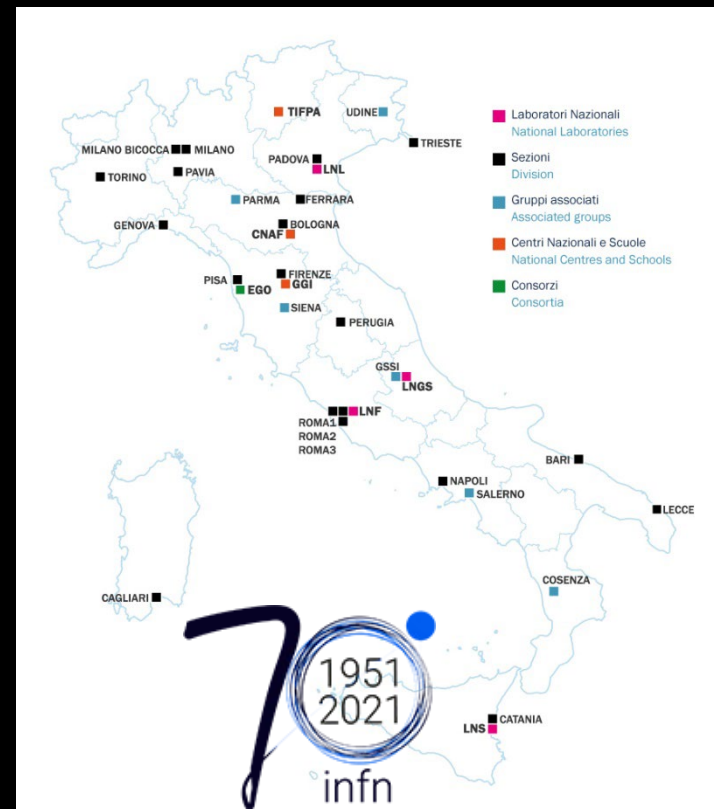 TIFPA
UDINE
TRIESTE
MILANO BICOCCA
MILANO
PADOVA
LNL
TORINO
PAVIA
PARMA
FERRARA
GENOVA
BOLOGNA
CNAF
FIRENZE
GGI
PISA
EGO
SIENA
PERUGIA
GSSI
LNGS
LNF
ROMA1
ROMA2
ROMA3
BARI
NAPOLI
SALERNO
LECCE
COSENZA
CAGLIARI
CATANIA
LNS
Laboratori Nazionali
National Laboratories
Sezioni
Division
Gruppi associati
Associated groups
Centri Nazionali e Scuole
National Centres and Schools
Consorzi
Consortia
70
1951
2021
infn